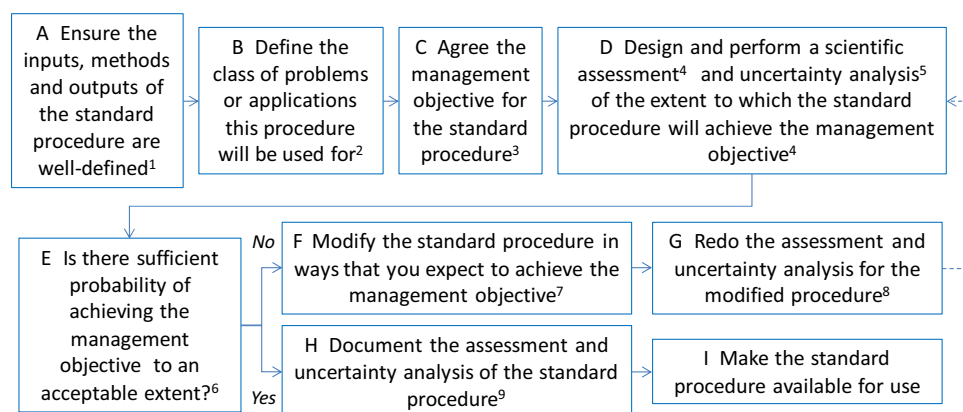 A Ensure the
inputs, methods
and outputs of
the standard
procedure are
well-defined¹
B Define the
class of problems
or applications
this procedure
will be used for²
C Agree the
management
objective for
the standard
procedure³
D Design and perform a scientific
assessment⁴ and uncertainty analysis⁵
of the extent to which the standard
procedure will achieve the management
objective⁴
E Is there sufficient
probability of
achieving the
management
objective to an
acceptable extent?⁶
No
F Modify the standard procedure in
ways that you expect to achieve the
management objective⁷
G Redo the assessment and
uncertainty analysis for the
modified procedure⁸
Yes
H Document the assessment and
uncertainty analysis of the standard
procedure⁹
I Make the standard
procedure available for use